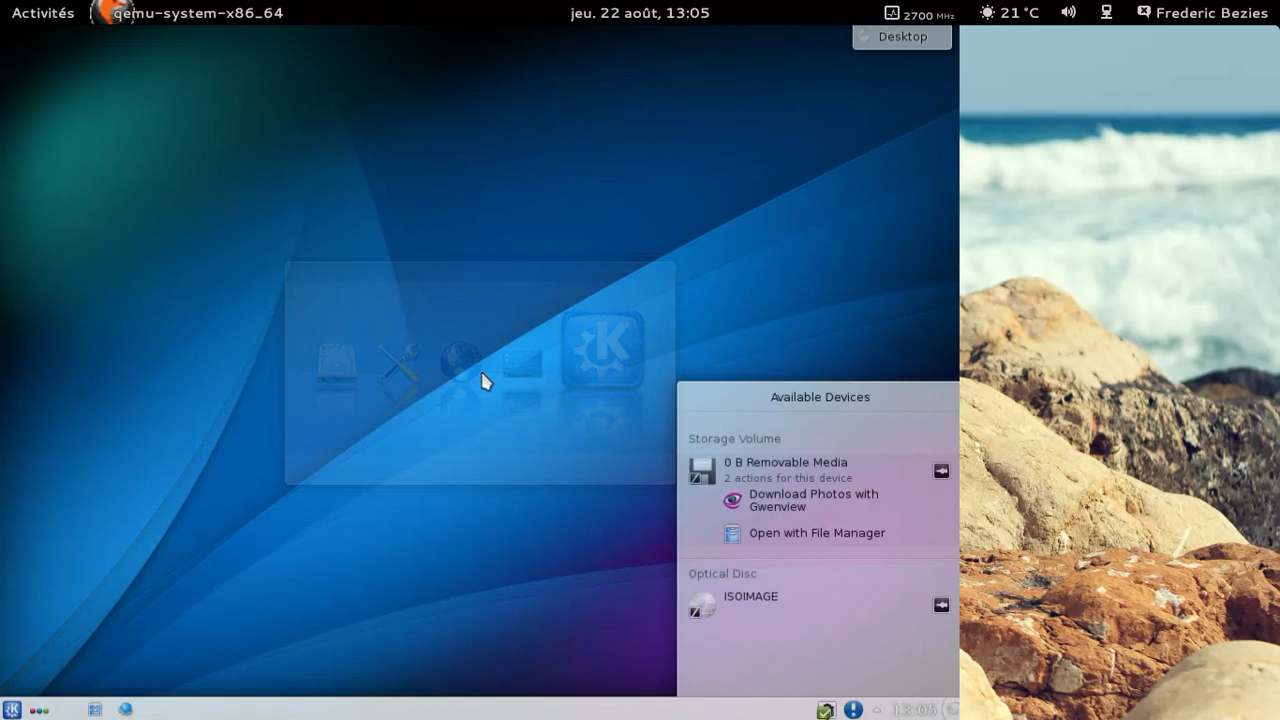 Activités
qemu-system-x86_64
jeu. 22 août, 13:05
2700 MHz
21 °C
Frederic Bezies
Desktop
Available Devices
Storage Volume
0 B Removable Media
2 actions for this device
Download Photos with
Gwenview
Open with File Manager
Optical Disc
ISOIMAGE
13:05